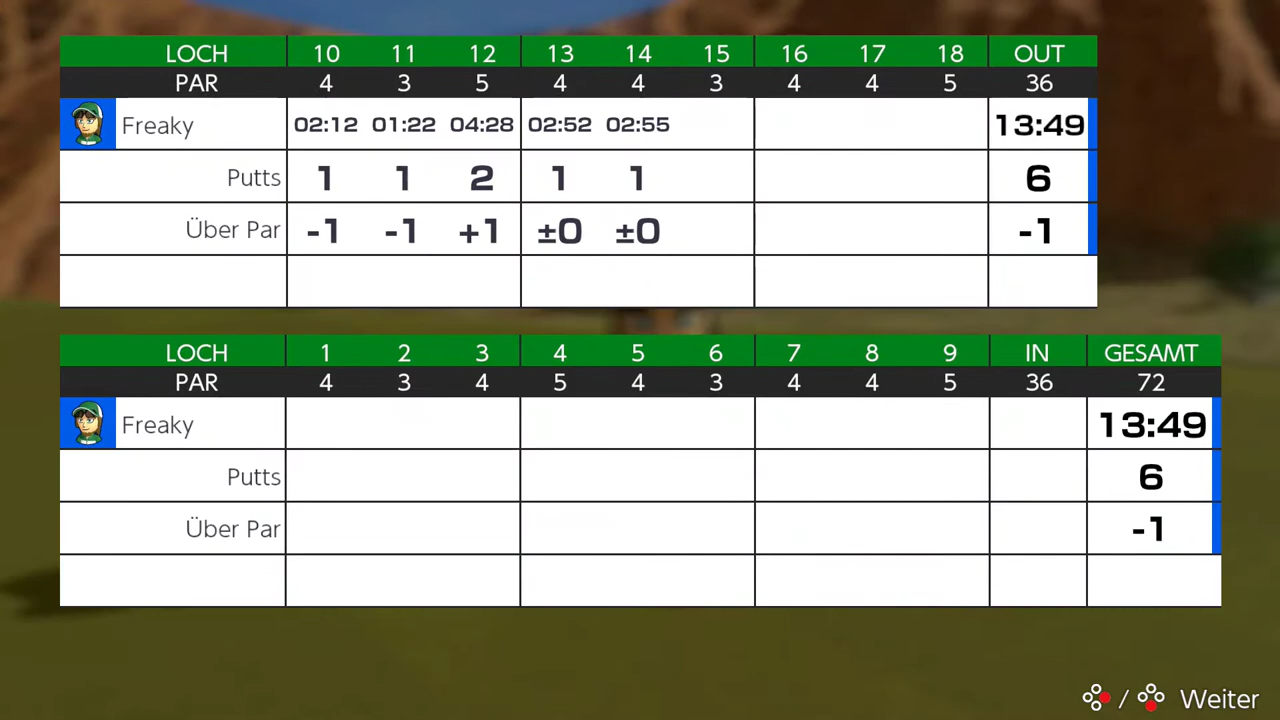 LOCH 10 11 12 13 14 15 16 17 18 OUT
PAR 4 3 5 4 4 3 4 4 5 36
Freaky 02:12 01:22 04:28 02:52 02:55 13:49
Putts 1 1 2 1 1 6
Über Par -1 -1 +1 ±0 ±0 -1
LOCH 1 2 3 4 5 6 7 8 9 IN GESAMT
PAR 4 3 4 5 4 3 4 4 5 36 72
Freaky 13:49
Putts 6
Über Par -1
/ Weiter